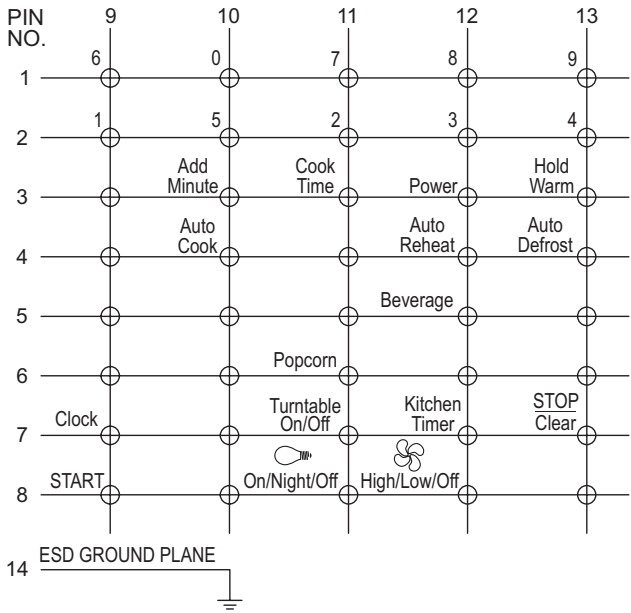 PIN
NO.
9 10 11 12 13
6 0 7 8 9
1
1 5 2 3 4
2
Add Cook Hold
Minute Time Power Warm
3
Auto Auto Auto
Cook Reheat Defrost
4
Beverage
5
Popcorn
6
Turntable Kitchen STOP
Clock On/Off Timer Clear
7
START On/Night/Off High/Low/Off
8
ESD GROUND PLANE
14